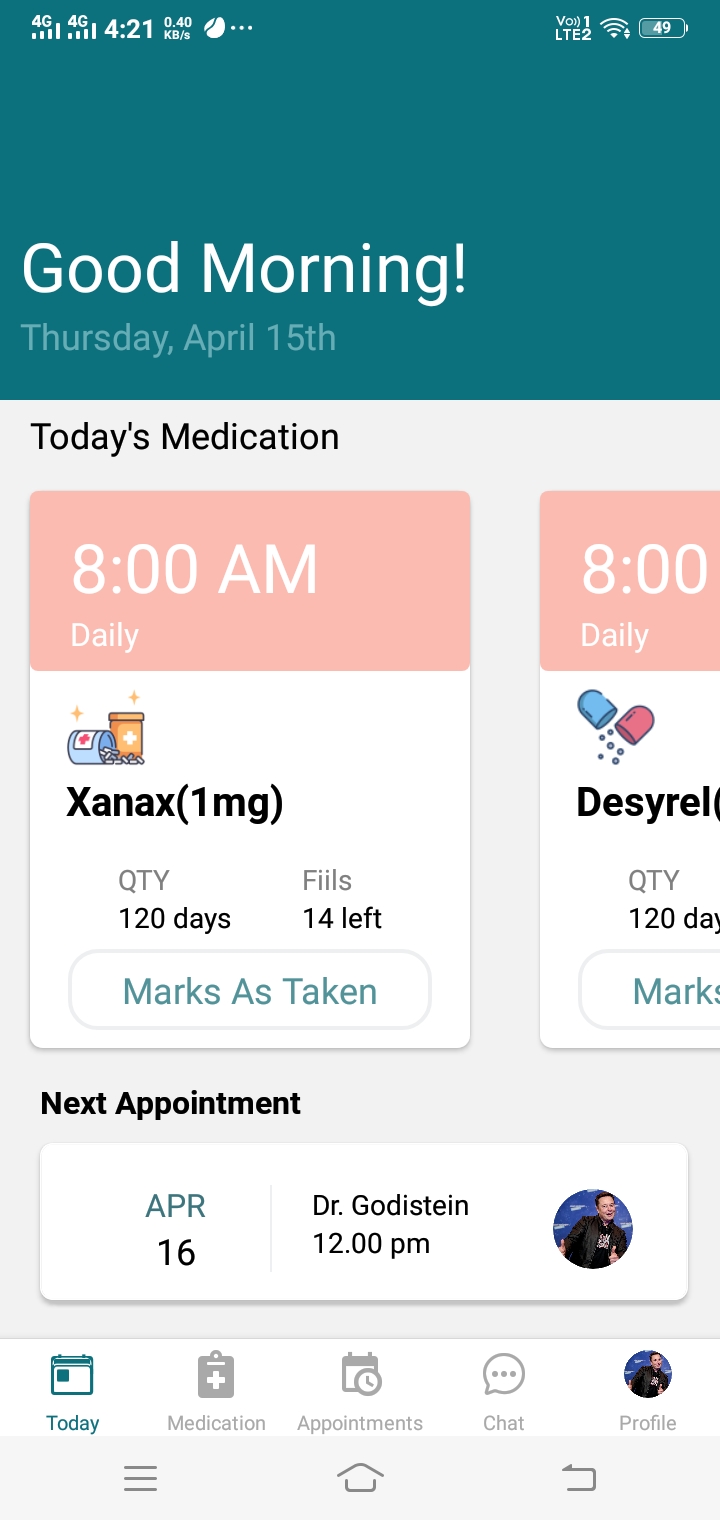 4G 4G 4:21 0.40 KB/s ... Vo) 1 LTE2 49
Good Morning!
Thursday, April 15th
Today's Medication
8:00 AM
Daily
Xanax(1mg)
QTY Fiils
120 days 14 left
Marks As Taken
8:00
Daily
Desyrel(
QTY
120 day
Marks
Next Appointment
APR
16
Dr. Godistein
12.00 pm
Today Medication Appointments Chat Profile